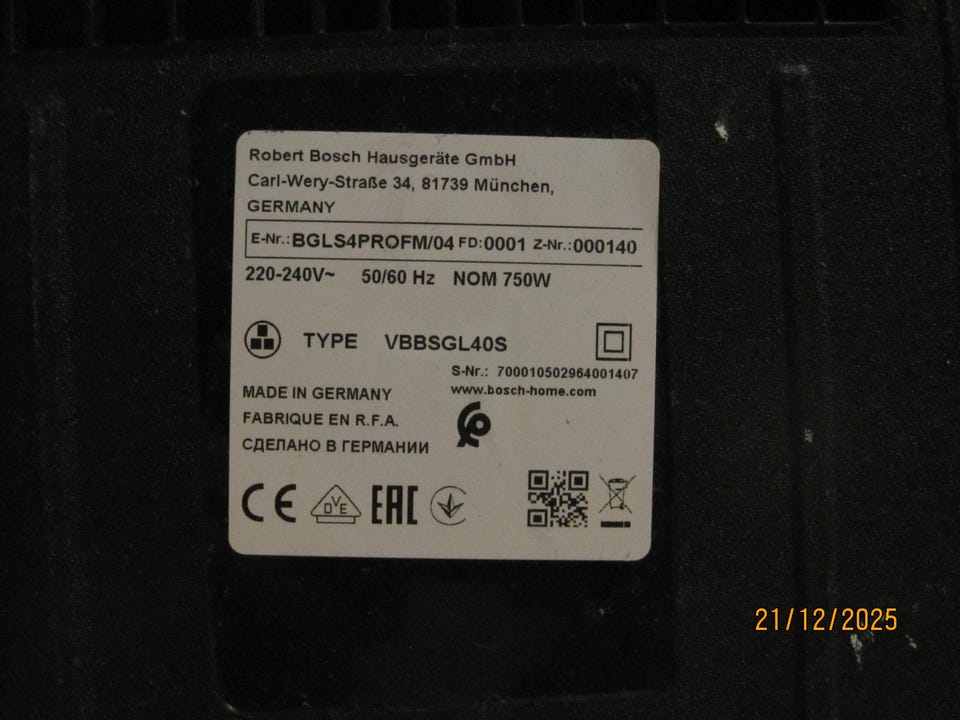 Robert Bosch Hausgeräte GmbH
Carl-Wery-Straße 34, 81739 München,
GERMANY
E-Nr.: BGLS4PROFM/04 FD: 0001 Z-Nr.: 000140
220-240V~ 50/60 Hz NOM 750W
TYPE VBBSGL40S
S-Nr.: 700010502964001407
www.bosch-home.com
MADE IN GERMANY
FABRIQUE EN R.F.A.
СДЕЛАНО В ГЕРМАНИИ
CE DVE EAC
21/12/2025